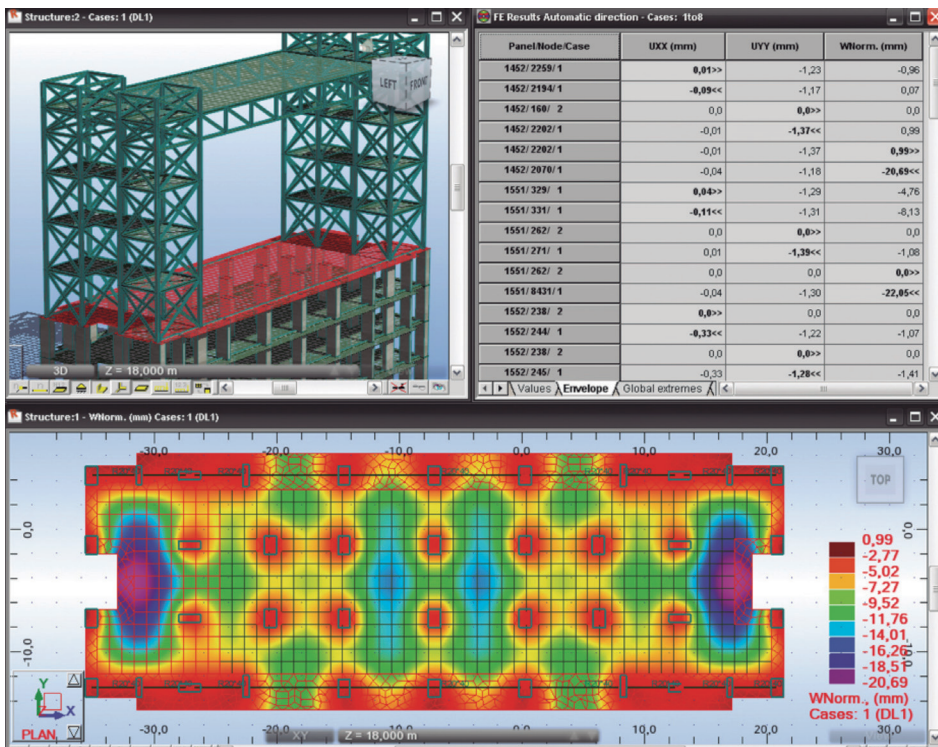 Structure:2 - Cases: 1 (DL1)
LEFT
FRONT
3D
Z = 18,000 m
FE Results Automatic direction - Cases: 1to8
Panel/Node/Case UXX (mm) UYY (mm) WNorm. (mm)
1452/ 2259/ 1 0,01>> -1,23 -0,96
1452/ 2194/ 1 -0,09<< -1,17 0,07
1452/ 160/ 2 0,0 0,0>> 0,0
1452/ 2202/ 1 -0,01 -1,37<< 0,99
1452/ 2202/ 1 -0,01 -1,37 0,99>>
1452/ 2070/ 1 -0,04 -1,18 -20,69<<
1551/ 329/ 1 0,04>> -1,29 -4,76
1551/ 331/ 1 -0,11<< -1,31 -8,13
1551/ 262/ 2 0,0 0,0>> 0,0
1551/ 271/ 1 0,01 -1,39<< -1,08
1551/ 262/ 2 0,0 0,0 0,0>>
1551/ 8431/ 1 -0,04 -1,30 -22,05<<
1552/ 238/ 2 0,0>> 0,0 0,0
1552/ 244/ 1 -0,33<< -1,22 -1,07
1552/ 238/ 2 0,0 0,0>> 0,0
1552/ 245/ 1 -0,33 -1,28<< -1,41
Values Envelope Global extremes
Structure:1 - WNorm. (mm) Cases: 1 (DL1)
-30,0 -20,0 -10,0 0,0 10,0 20,0 30,0
TOP
0,0 0,0
-10,0 -10,0
0,99
-2,77
-5,02
-7,27
-9,52
-11,76
-14,01
-16,26
-18,51
-20,69
WNorm., (mm)
Cases: 1 (DL1)
Y
Z X
PLAN.
-30,0 -20,0 -10,0 0,0 10,0 20,0 30,0
XY
Z = 18,000 m